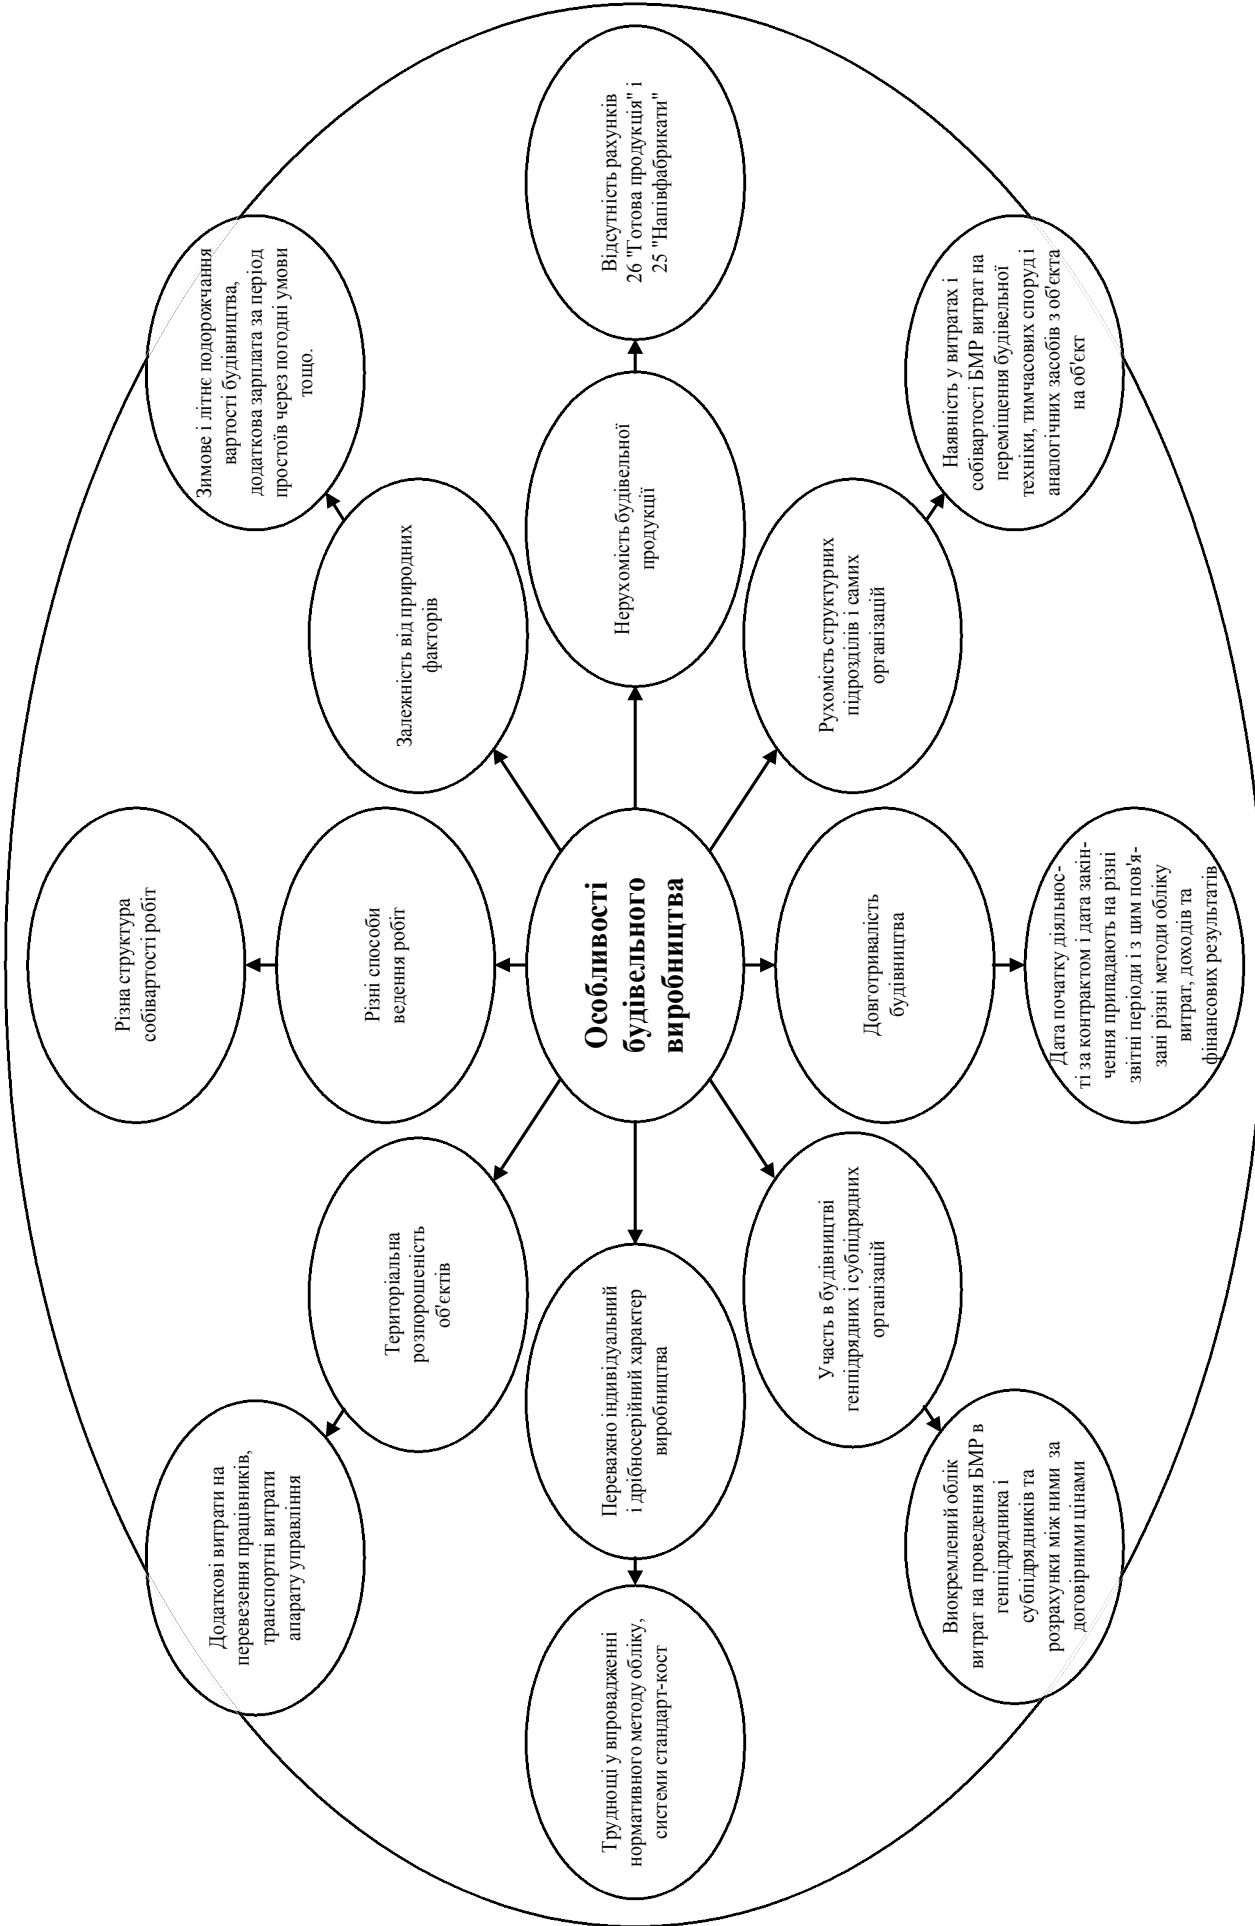 Додаткові витрати на
перевезення працівників,
транспортні витрати
апарату управління
Територіальна
розпорошеність
об'єктів
Різна структура
собівартості робіт
Різні способи
ведення робіт
Залежність від природних
факторів
Зимове і літнє подорожчання
вартості будівництва,
додаткова зарплата за період
простоїв через погодні умови
тощо.
Труднощі у впровадженні
нормативного методу обліку,
системи стандарт-кост
Переважно індивідуальний
і дрібносерійний характер
виробництва
Особливості
будівельного
виробництва
Нерухомість будівельної
продукції
Відсутність рахунків
26 "Готова продукція" і
25 "Напівфабрикати"
Виокремлений облік
витрат на проведення БМР в
генпідрядника і
субпідрядників та
розрахунки між ними за
договірними цінами
Участь в будівництві
генпідрядних і субпідрядних
організацій
Довготривалість
будівництва
Дата початку діяльнос-
ті за контрактом і дата закін-
чення припадають на різні
звітні періоди і з цим пов'я-
зані різні методи обліку
витрат, доходів та
фінансових результатів
Рухомість структурних
підрозділів і самих
організацій
Наявність у витратах і
собівартості БМР витрат на
переміщення будівельної
техніки, тимчасових споруд і
аналогічних засобів з об'єкта
на об'єкт